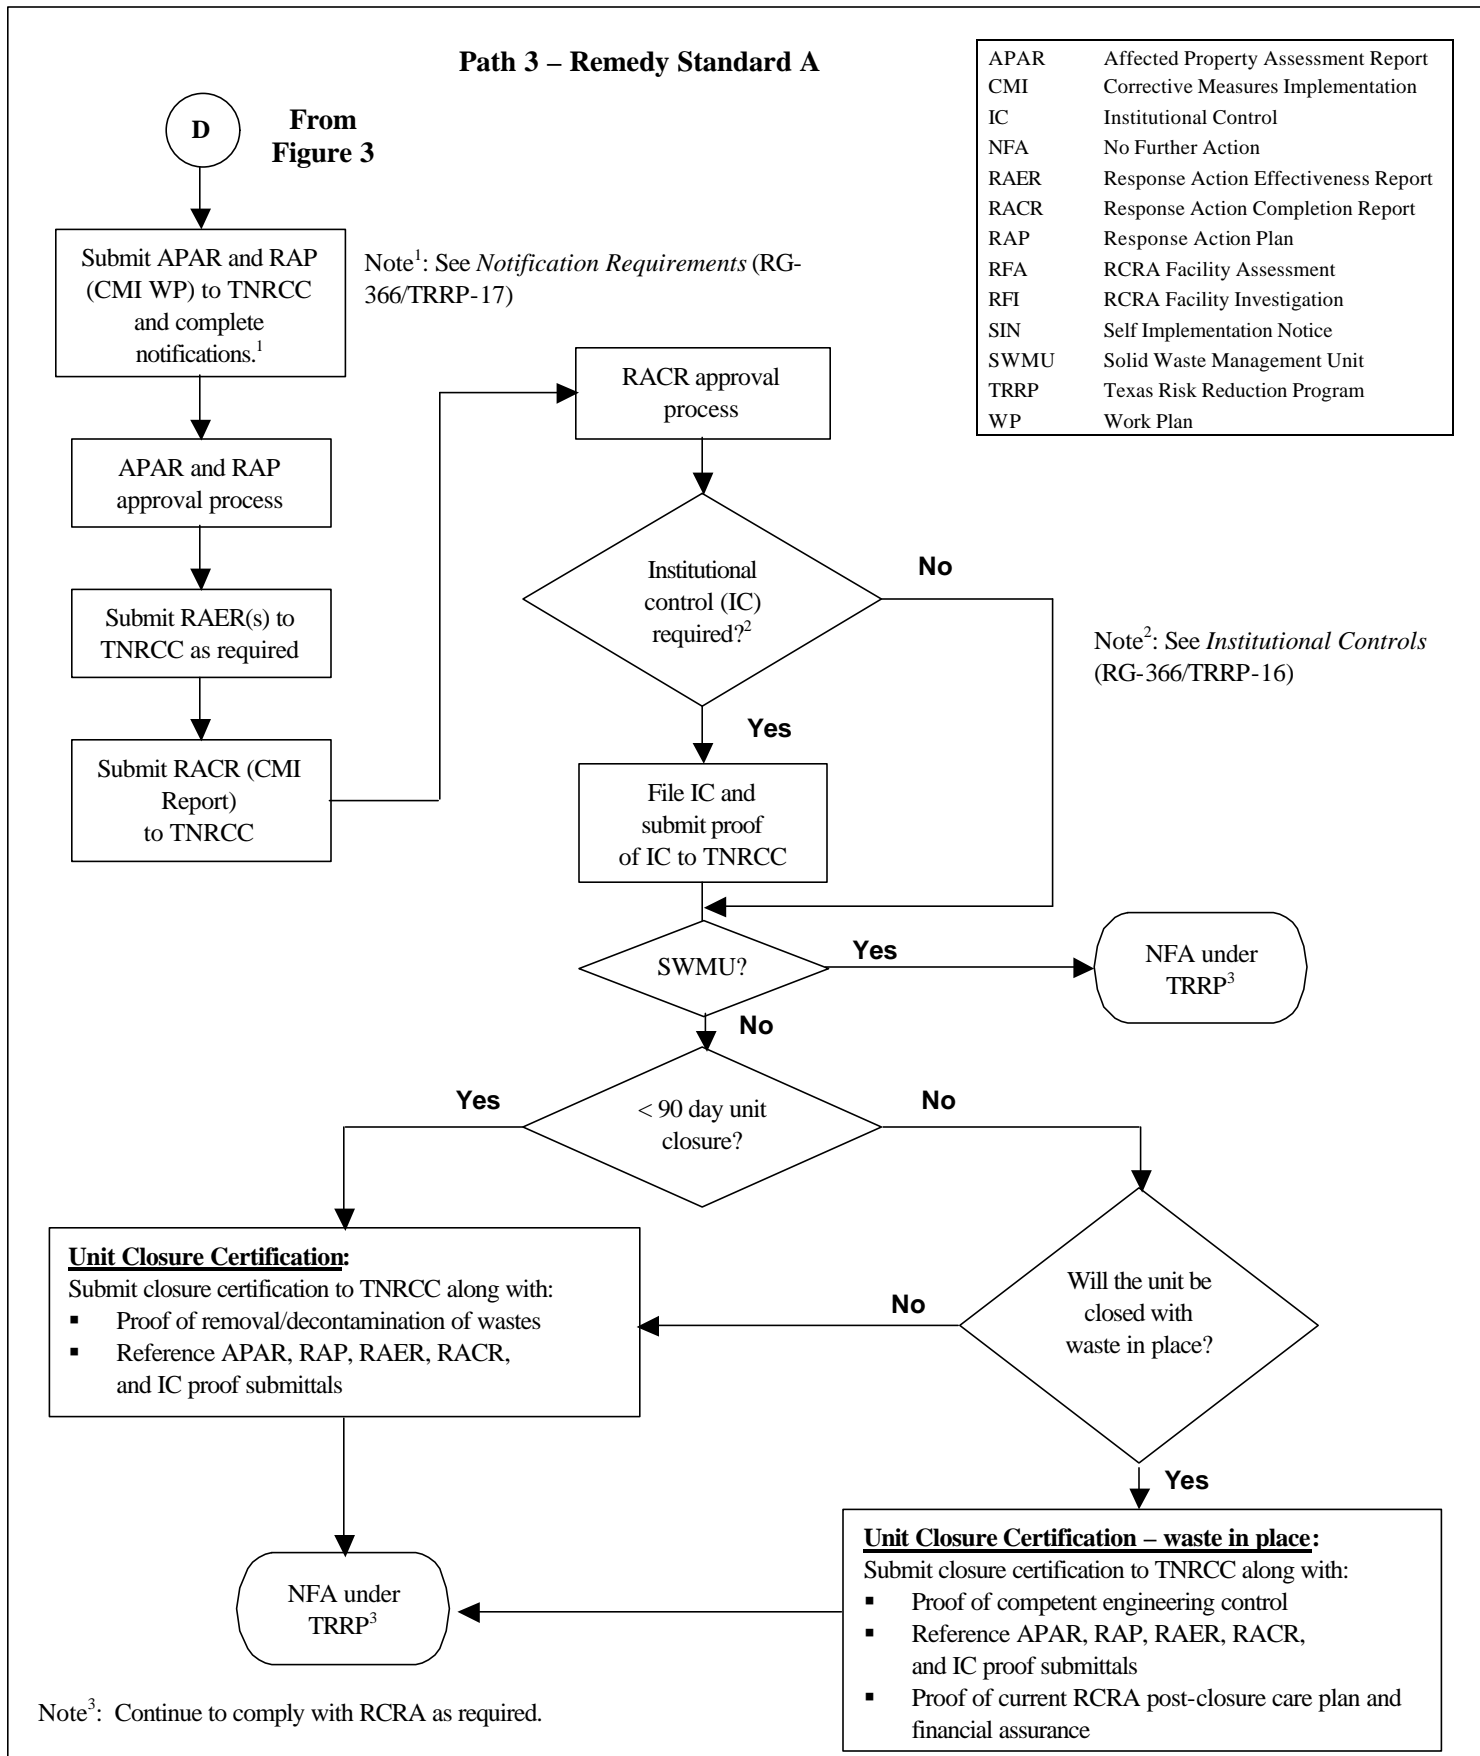 Path 3 – Remedy Standard A
APAR Affected Property Assessment Report
CMI Corrective Measures Implementation
IC Institutional Control
NFA No Further Action
RAER Response Action Effectiveness Report
RACR Response Action Completion Report
RAP Response Action Plan
RFA RCRA Facility Assessment
RFI RCRA Facility Investigation
SIN Self Implementation Notice
SWMU Solid Waste Management Unit
TRRP Texas Risk Reduction Program
WP Work Plan
D
From
Figure 3
Submit APAR and RAP
(CMI WP) to TNRCC
and complete
notifications.¹
Note¹: See Notification Requirements (RG-
366/TRRP-17)
APAR and RAP
approval process
Submit RAER(s) to
TNRCC as required
Submit RACR (CMI
Report)
to TNRCC
RACR approval
process
Institutional
control (IC)
required?²
No
Note²: See Institutional Controls
(RG-366/TRRP-16)
Yes
File IC and
submit proof
of IC to TNRCC
SWMU?
Yes
NFA under
TRRP³
No
< 90 day unit
closure?
Yes
No
Unit Closure Certification:
Submit closure certification to TNRCC along with:
▪ Proof of removal/decontamination of wastes
▪ Reference APAR, RAP, RAER, RACR,
and IC proof submittals
Will the unit be
closed with
waste in place?
No
Yes
Unit Closure Certification – waste in place:
Submit closure certification to TNRCC along with:
▪ Proof of competent engineering control
▪ Reference APAR, RAP, RAER, RACR,
and IC proof submittals
▪ Proof of current RCRA post-closure care plan and
financial assurance
NFA under
TRRP³
Note³: Continue to comply with RCRA as required.